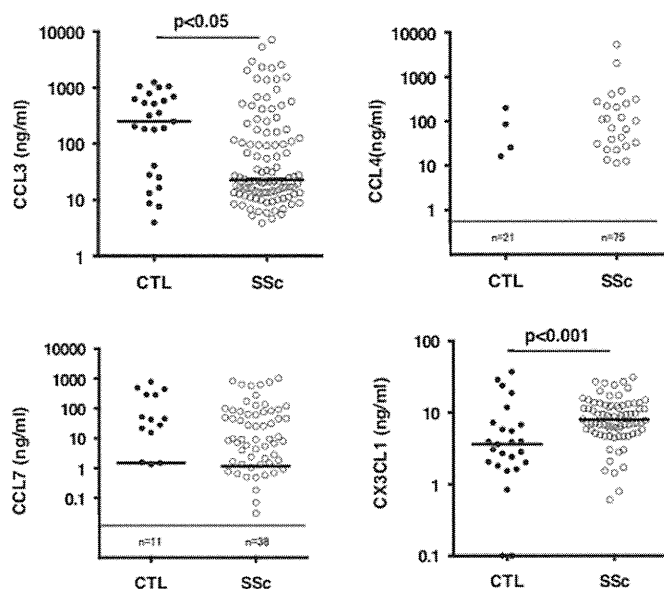 p<0.05
CCL3 (ng/ml)
10000
1000
100
10
1
CTL
SSc
CCL4(ng/ml)
10000
1000
100
10
1
n=21
n=75
CTL
SSc
CCL7 (ng/ml)
10000
1000
100
10
1
0.1
n=11
n=38
CTL
SSc
p<0.001
CX3CL1 (ng/ml)
100
10
1
0.1
CTL
SSc